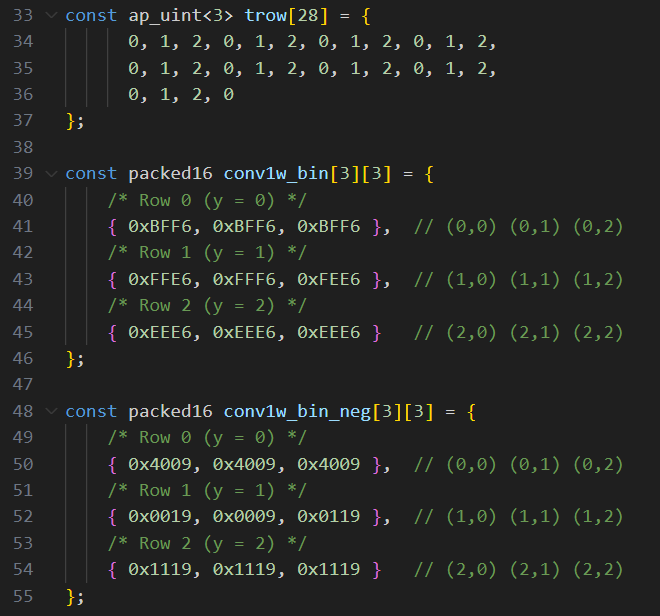 33 const ap_uint<3> trow[28] = {
34 0, 1, 2, 0, 1, 2, 0, 1, 2, 0, 1, 2,
35 0, 1, 2, 0, 1, 2, 0, 1, 2, 0, 1, 2,
36 0, 1, 2, 0
37 };
38
39 const packed16 conv1w_bin[3][3] = {
40 /* Row 0 (y = 0) */
41 { 0xBFF6, 0xBFF6, 0xBFF6 }, // (0,0) (0,1) (0,2)
42 /* Row 1 (y = 1) */
43 { 0xFFE6, 0xFFF6, 0xFEE6 }, // (1,0) (1,1) (1,2)
44 /* Row 2 (y = 2) */
45 { 0xEEE6, 0xEEE6, 0xEEE6 } // (2,0) (2,1) (2,2)
46 };
47
48 const packed16 conv1w_bin_neg[3][3] = {
49 /* Row 0 (y = 0) */
50 { 0x4009, 0x4009, 0x4009 }, // (0,0) (0,1) (0,2)
51 /* Row 1 (y = 1) */
52 { 0x0019, 0x0009, 0x0119 }, // (1,0) (1,1) (1,2)
53 /* Row 2 (y = 2) */
54 { 0x1119, 0x1119, 0x1119 } // (2,0) (2,1) (2,2)
55 };